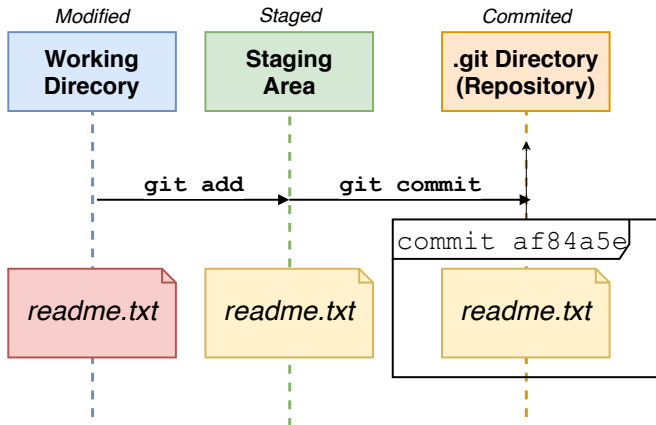 Modified
Staged
Commited
Working
Direcory
Staging
Area
.git Directory
(Repository)
git add
git commit
commit af84a5e
readme.txt
readme.txt
readme.txt